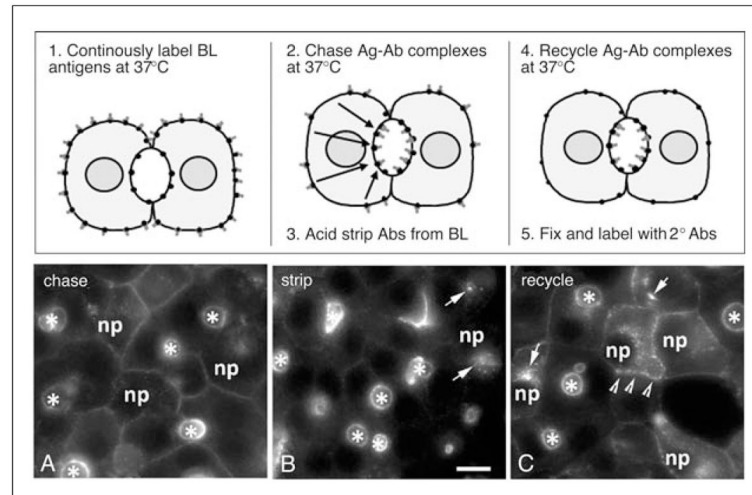 1. Continously label BL
antigens at 37°C
2. Chase Ag-Ab complexes
at 37°C
3. Acid strip Abs from BL
4. Recycle Ag-Ab complexes
at 37°C
5. Fix and label with 2° Abs
chase
*
*
np
*
np
*
np
*
*
A
strip
*
np
*
*
*
*
*
B
recycle
*
np
np
*
np
*
np
C